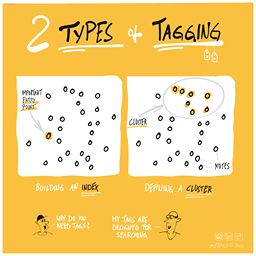 2 TYPES of TAGGING
IMPORTANT
ENTRY
POINT
CLUSTER
NOTES
BUILDING AN INDEX
DEFINING A CLUSTER
WHY DO YOU
NEED TAGS?
MY TAGS ARE
DESIGNED FOR
SEARCHING